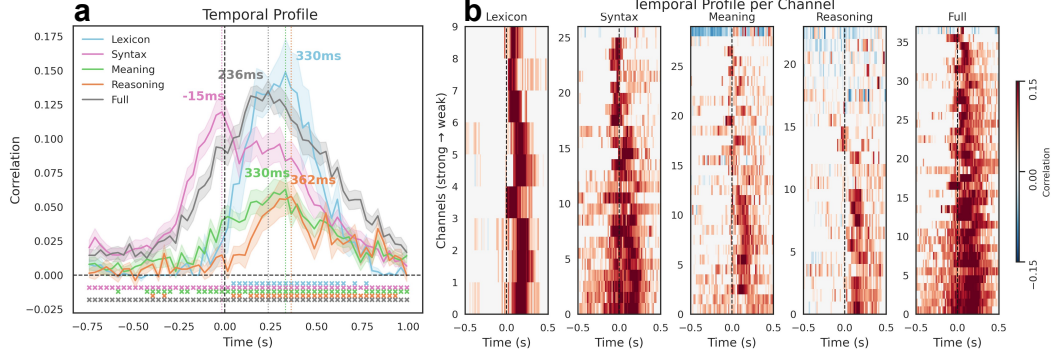 a
Temporal Profile
Correlation
0.175
0.150
0.125
0.100
0.075
0.050
0.025
0.000
−0.025
Lexicon
Syntax
Meaning
Reasoning
Full
330ms
236ms
-15ms
330ms
362ms
−0.75 −0.50 −0.25 0.00 0.25 0.50 0.75 1.00
Time (s)
b
Temporal Profile per Channel
Channels (strong → weak)
Lexicon
9
8
7
6
5
4
3
2
1
0
−0.5 0.0 0.5
Time (s)
Syntax
25
20
15
10
5
0
−0.5 0.0 0.5
Time (s)
Meaning
25
20
15
10
5
0
−0.5 0.0 0.5
Time (s)
Reasoning
20
15
10
5
0
−0.5 0.0 0.5
Time (s)
Full
35
30
25
20
15
10
5
0
−0.5 0.0 0.5
Time (s)
0.15
0.00
−0.15
Correlation